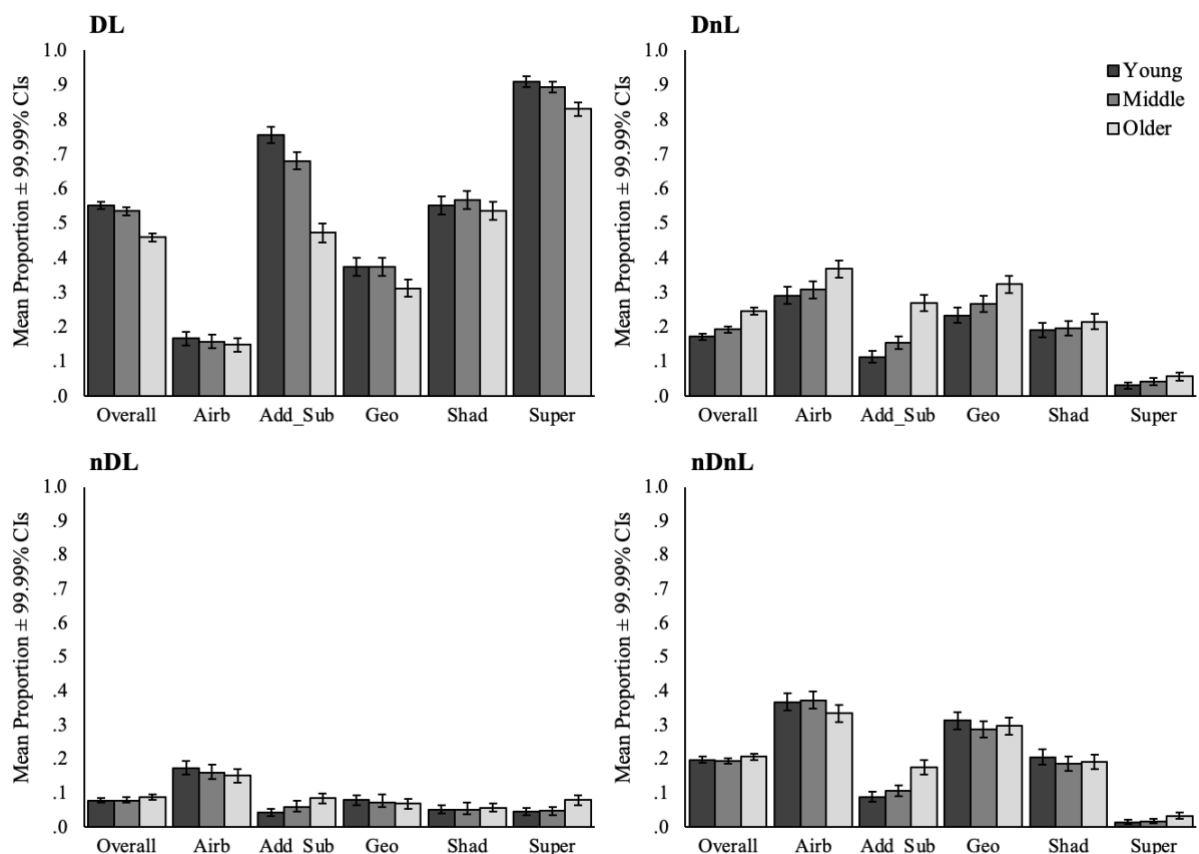 DL
Mean Proportion ± 99.99% CIs
1.0
.9
.8
.7
.6
.5
.4
.3
.2
.1
.0
Overall Airb Add_Sub Geo Shad Super
DnL
Mean Proportion ± 99.99% CIs
1.0
.9
.8
.7
.6
.5
.4
.3
.2
.1
.0
Young
Middle
Older
Overall Airb Add_Sub Geo Shad Super
nDL
Mean Proportion ± 99.99% CIs
1.0
.9
.8
.7
.6
.5
.4
.3
.2
.1
.0
Overall Airb Add_Sub Geo Shad Super
nDnL
Mean Proportion ± 99.99% CIs
1.0
.9
.8
.7
.6
.5
.4
.3
.2
.1
.0
Overall Airb Add_Sub Geo Shad Super